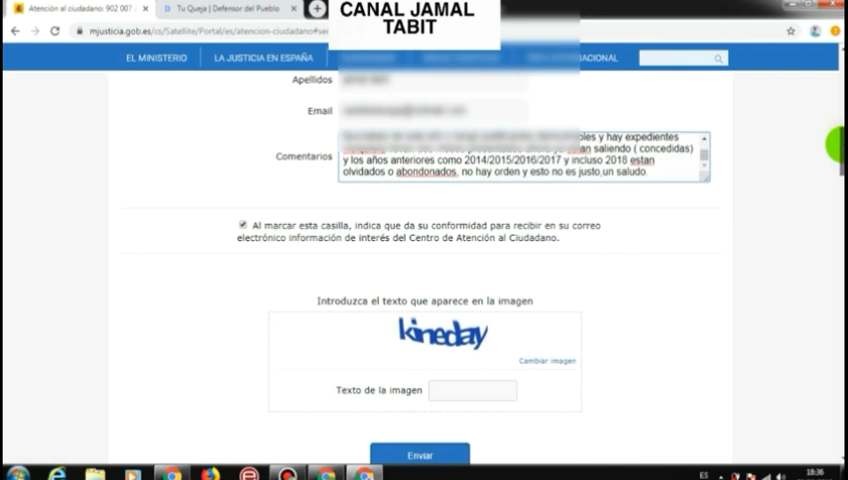 CANAL JAMAL
TABIT
Atención al ciudadano: 902 007
Tu Queja | Defensor del Pueblo
mjusticia.gob.es/cs/Satellite/Portal/es/atencion-ciudadano#se
EL MINISTERIO
LA JUSTICIA EN ESPAÑA
Apellidos
Email
Comentarios
les y hay expedientes
an saliendo ( concedidas)
y los años anteriores como 2014/2015/2016/2017 y incluso 2018 estan
olvidados o abondonados, no hay orden y esto no es justo,un saludo
Al marcar esta casilla, indica que da su conformidad para recibir en su correo
electrónico información de interés del Centro de Atención al Ciudadano.
Introduzca el texto que aparece en la imagen
kineday
Cambiar imagen
Texto de la imagen
Enviar
ES
18:36